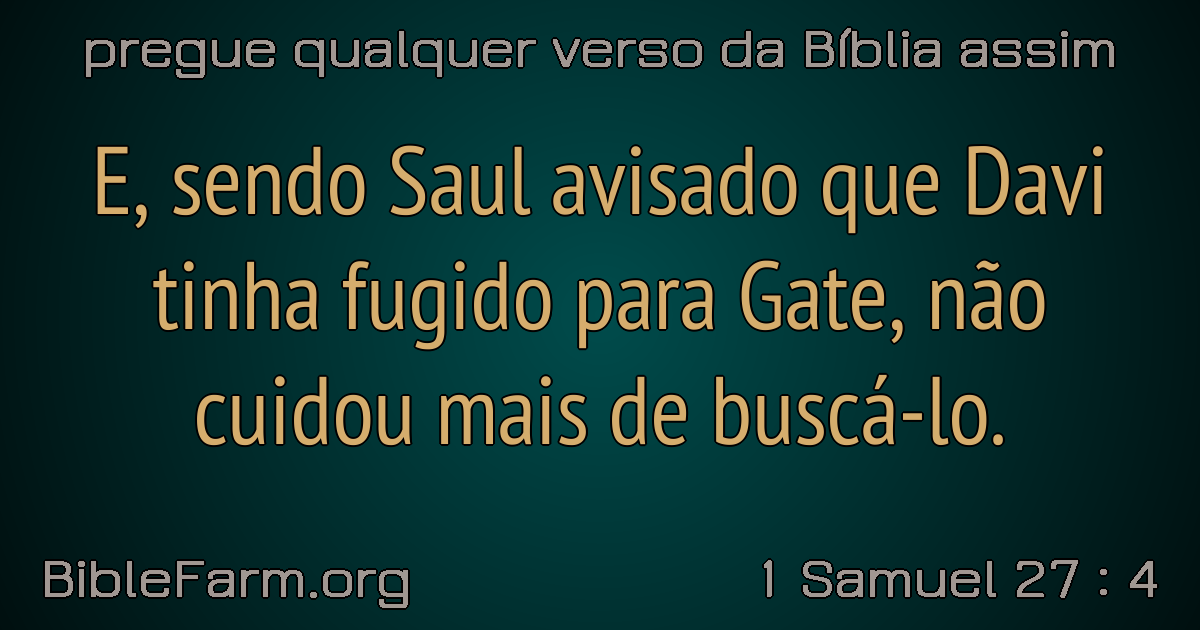 pregue qualquer verso da Bíblia assim
E, sendo Saul avisado que Davi
tinha fugido para Gate, não
cuidou mais de buscá-lo.
BibleFarm.org
1 Samuel 27 : 4